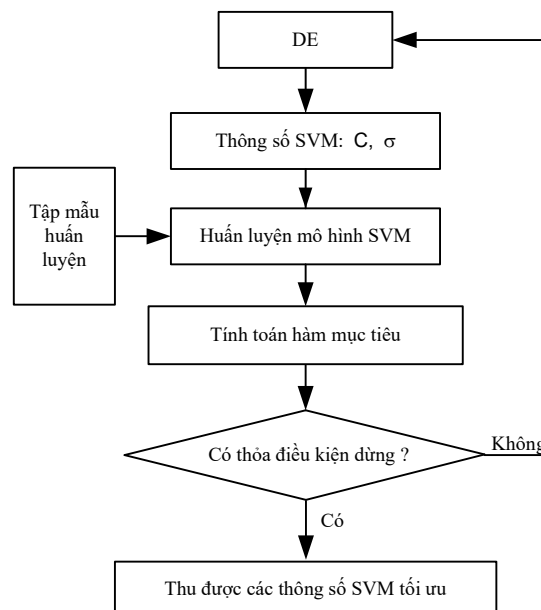 DE
Thông số SVM: C, σ
Tập mẫu
huấn
luyện
Huấn luyện mô hình SVM
Tính toán hàm mục tiêu
Có thỏa điều kiện dừng ?
Không
Có
Thu được các thông số SVM tối ưu